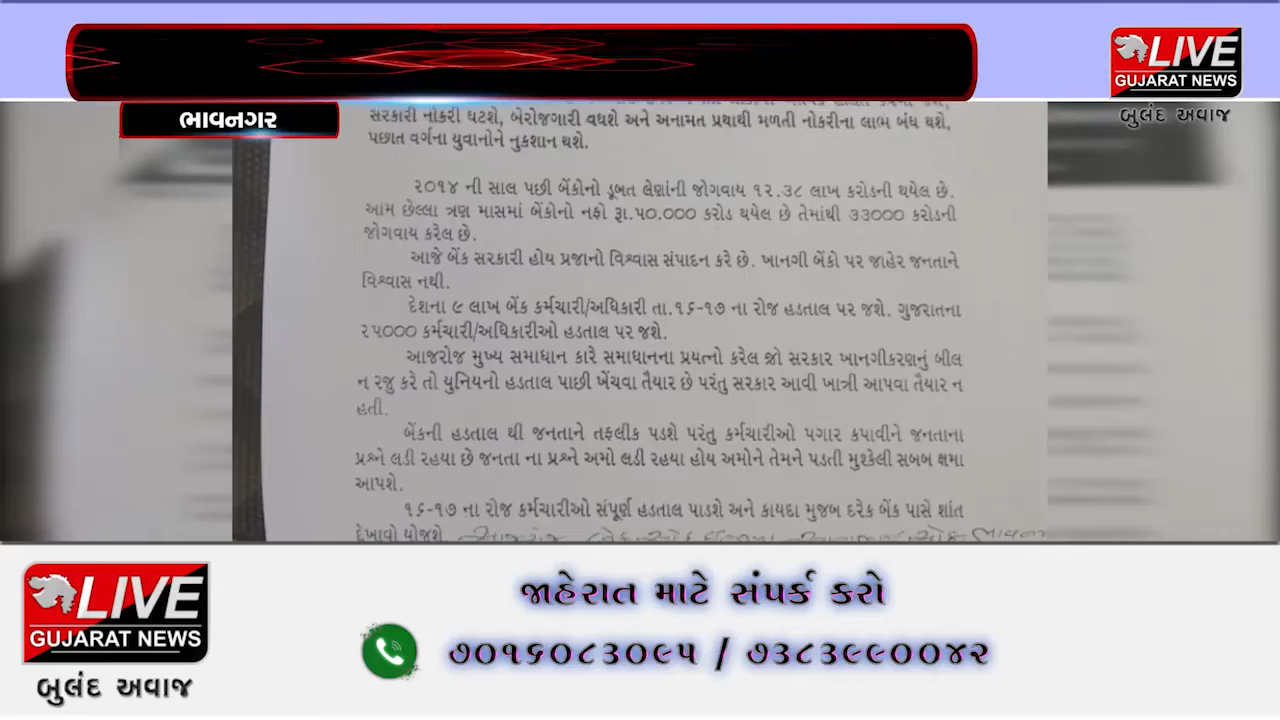 LIVE
GUJARAT NEWS
બુલંદ અવાજ
ભાવનગર
સરકારી નોકરી ઘટશે, બેરોજગારી વધશે અને અનામત પ્રથાથી મળતી નોકરીના લાભ બંધ થશે,
પછાત વર્ગના યુવાનોને નુકશાન થશે.
૨૦૧૪ ની સાલ પછી બેંકોનો ડૂબત લેણાંની જોગવાય ૧૨.૩૮ લાખ કરોડની થયેલ છે.
આમ છેલ્લા ત્રણ માસમાં બેંકોનો નફો રૂા.૫૦,૦૦૦ કરોડ થયેલ છે તેમાંથી ૩૩૦૦૦ કરોડની
જોગવાય કરેલ છે.
આજે બેંક સરકારી હોય પ્રજાનો વિશ્વાસ સંપાદન કરે છે. ખાનગી બેંકો પર જાહેર જનતાને
વિશ્વાસ નથી.
દેશના ૯ લાખ બેંક કર્મચારી/અધિકારી તા.૧૬-૧૭ ના રોજ હડતાલ પર જશે. ગુજરાતના
૨૫૦૦૦ કર્મચારી/અધિકારીઓ હડતાલ પર જશે.
આજરોજ મુખ્ય સમાધાન કારે સમાધાનના પ્રયત્નો કરેલ જો સરકાર ખાનગીકરણનું બીલ
ન રજુ કરે તો યુનિયનો હડતાલ પાછી ખેંચવા તૈયાર છે પરંતુ સરકાર આવી ખાત્રી આપવા તૈયાર ન
હતી.
બેંકની હડતાલ થી જનતાને તફલીક પડશે પરંતુ કર્મચારીઓ પગાર કપાવીને જનતાના
પ્રશ્ને લડી રહયા છે જનતા ના પ્રશ્ને અમો લડી રહયા હોય અમોને તેમને પડતી મુશ્કેલી સબબ ક્ષમા
આપશે.
૧૬-૧૭ ના રોજ કર્મચારીઓ સંપૂર્ણ હડતાલ પાડશે અને કાયદા મુજબ દરેક બેંક પાસે શાંત
દેખાવો યોજશે.
LIVE
GUJARAT NEWS
બુલંદ અવાજ
જાહેરાત માટે સંપર્ક કરો
૭૦૧૬૦૮૩૦૯૫ / ૭૩૮૩૯૯૦૦૪૨